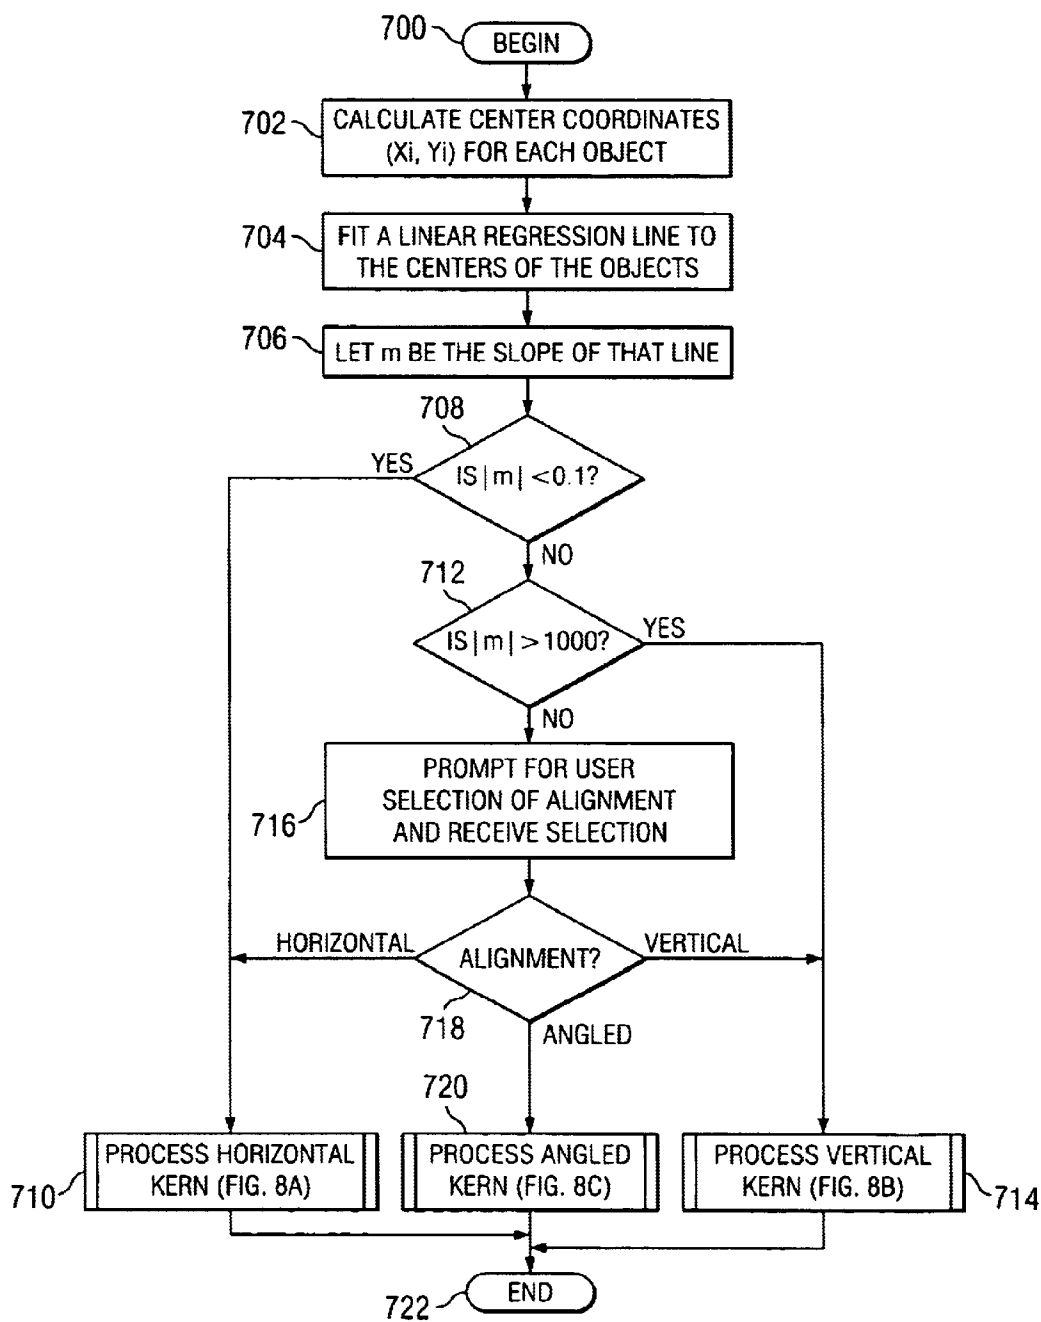 700
BEGIN
702
CALCULATE CENTER COORDINATES
(Xi, Yi) FOR EACH OBJECT
704
FIT A LINEAR REGRESSION LINE TO
THE CENTERS OF THE OBJECTS
706
LET m BE THE SLOPE OF THAT LINE
708
YES
IS |m| <0.1?
NO
712
IS |m| >1000?
YES
NO
716
PROMPT FOR USER
SELECTION OF ALIGNMENT
AND RECEIVE SELECTION
HORIZONTAL
ALIGNMENT?
VERTICAL
718
ANGLED
720
710
PROCESS HORIZONTAL
KERN (FIG. 8A)
PROCESS ANGLED
KERN (FIG. 8C)
PROCESS VERTICAL
KERN (FIG. 8B)
714
722
END